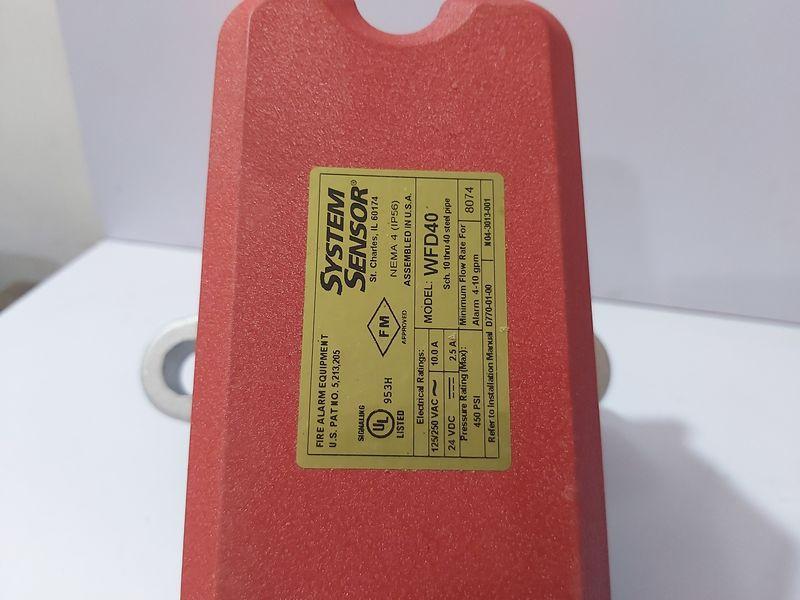 FIRE ALARM EQUIPMENT
U.S. PAT NO. 5,213,205
SYSTEM
SENSOR®
St. Charles, IL 60174
SIGNALING
UL
LISTED
953H
FM
APPROVED
NEMA 4 (IP56)
ASSEMBLED IN U.S.A.
Electrical Ratings:
125/250 VAC ~ 10.0 A
24 VDC ⎓ 2.5 A
Pressure Rating (Max):
450 PSI
MODEL: WFD40
Sch. 10 thru 40 steel pipe
Minimum Flow Rate For
Alarm 4-10 gpm
8074
Refer to Installation Manual D770-01-00
N04-3013-001